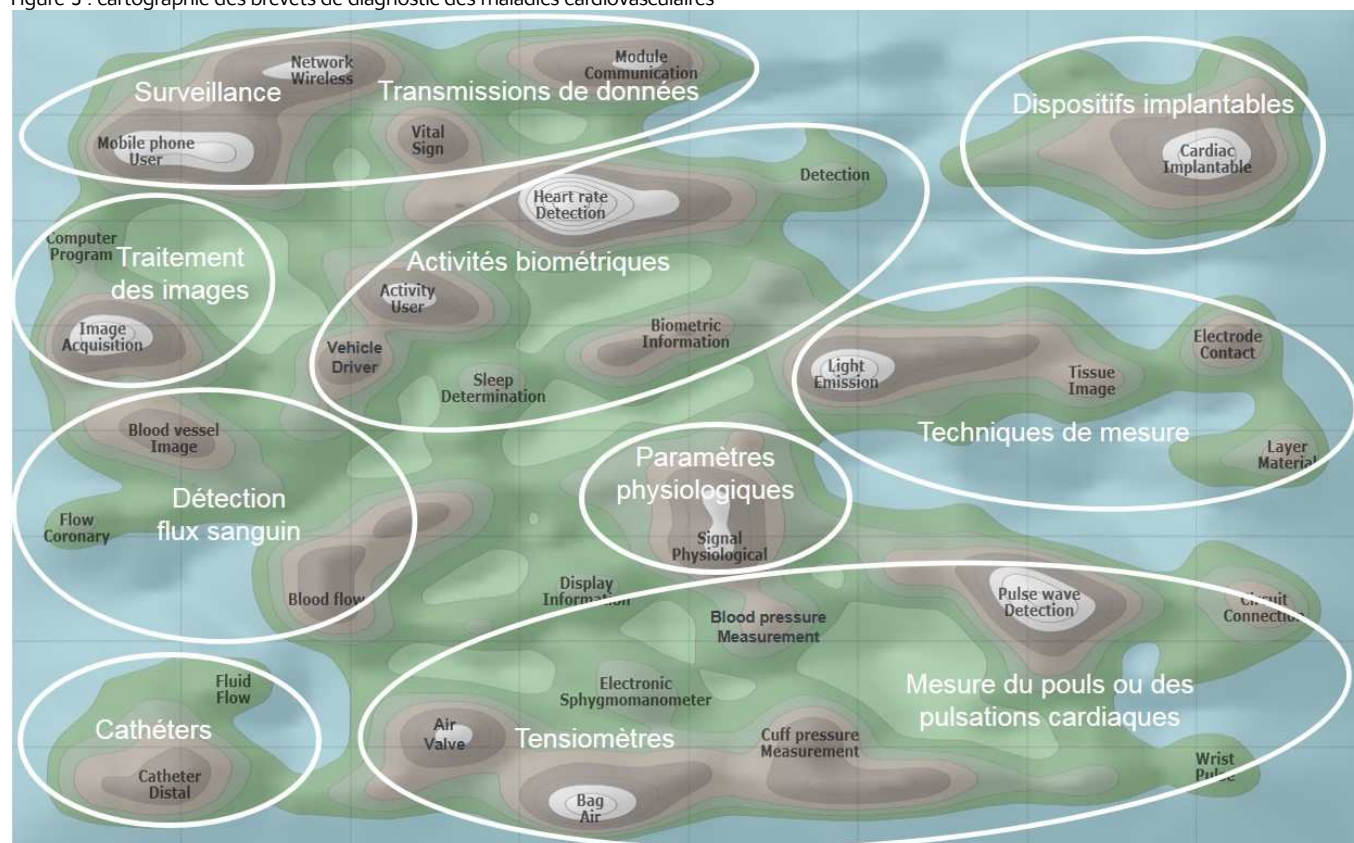 Figure 3 : cartographie des brevets de diagnostic des maladies cardiovasculaires
Network
Wireless
Module
Communication
Surveillance
Transmissions de données
Mobile phone
User
Vital
Sign
Dispositifs implantables
Cardiac
Implantable
Detection
Heart rate
Detection
Computer
Program
Traitement
des images
Activités biométriques
Activity
User
Image
Acquisition
Vehicle
Driver
Biometric
Information
Sleep
Determination
Light
Emission
Tissue
Image
Electrode
Contact
Techniques de mesure
Layer
Material
Blood vessel
Image
Détection
flux sanguin
Flow
Coronary
Blood flow
Paramètres
physiologiques
Signal
Physiological
Display
Information
Blood pressure
Measurement
Pulse wave
Detection
Circuit
Connection
Fluid
Flow
Cathéters
Catheter
Distal
Electronic
Sphygmomanometer
Mesure du pouls ou des
pulsations cardiaques
Air
Valve
Tensiomètres
Cuff pressure
Measurement
Bag
Air
Wrist
Pulse